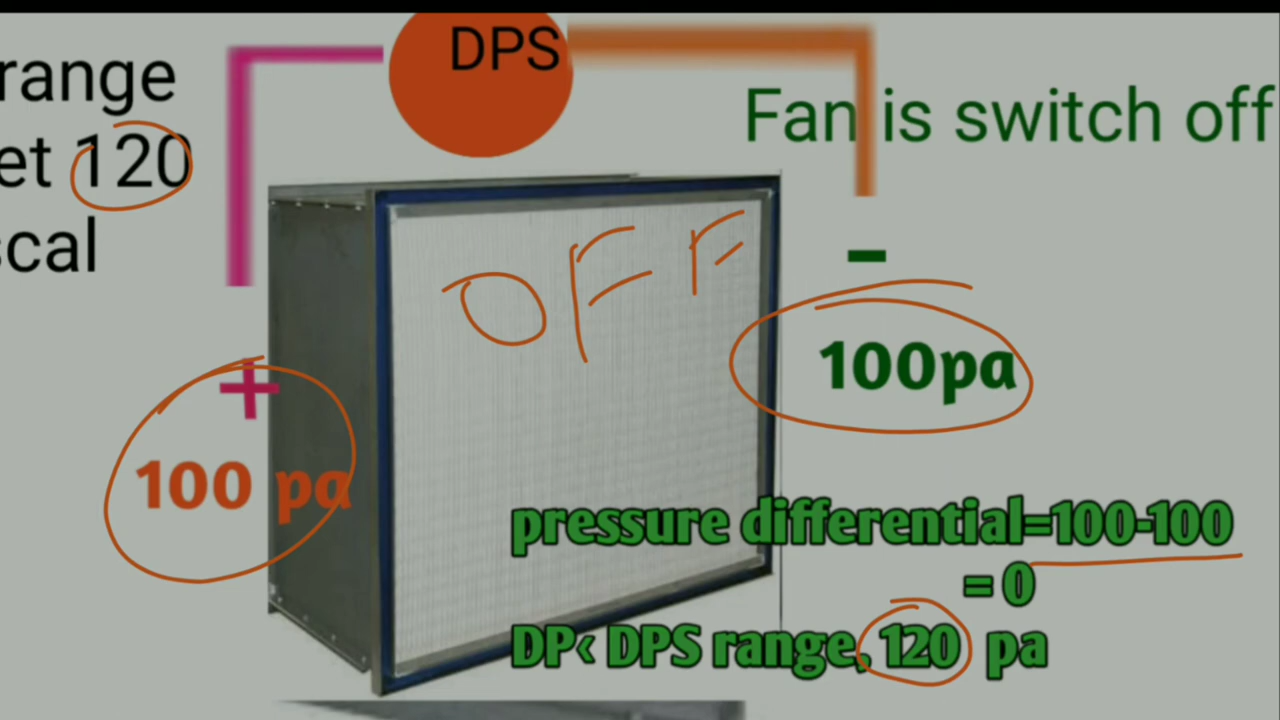 DPS
range
et 120
scal
Fan is switch off
OFF
+
100 pa
-
100pa
pressure differential=100-100
= 0
DP< DPS range, 120 pa